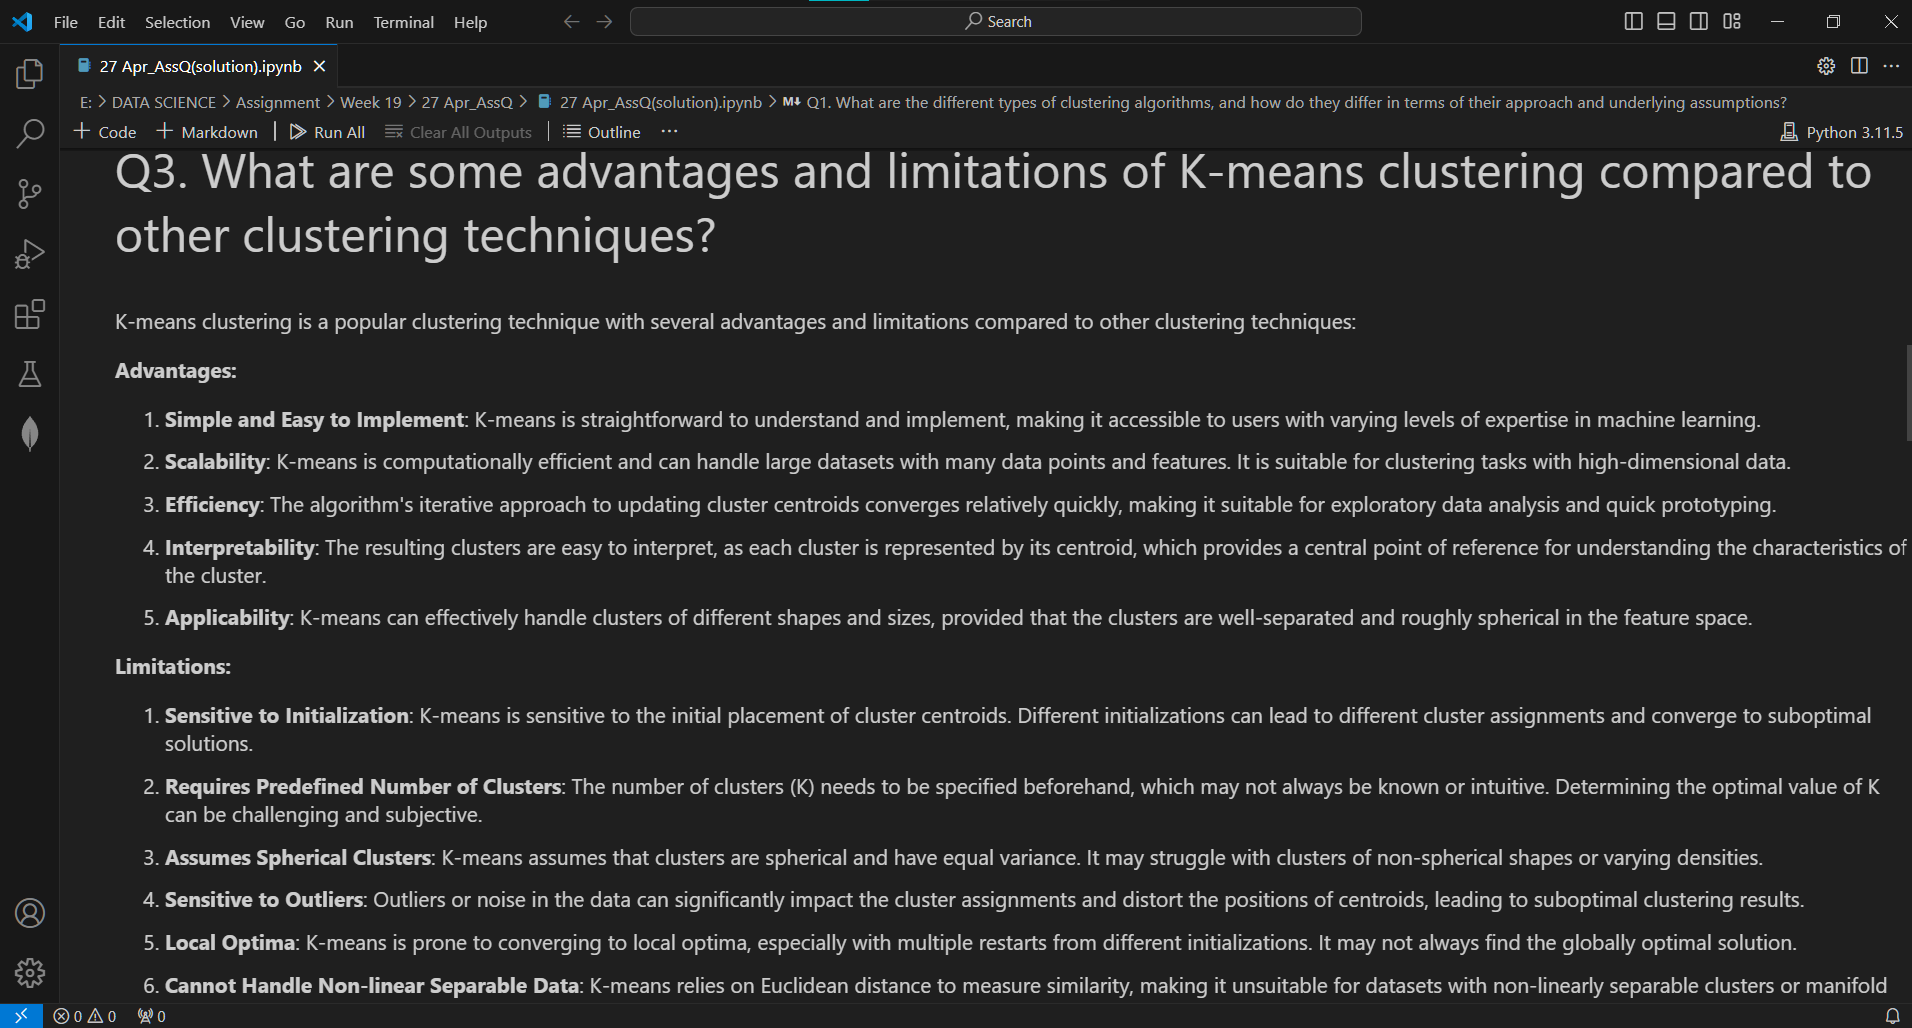 File Edit Selection View Go Run Terminal Help Search
27 Apr_AssQ(solution).ipynb
E: > DATA SCIENCE > Assignment > Week 19 > 27 Apr_AssQ > 27 Apr_AssQ(solution).ipynb > M↓ Q1. What are the different types of clustering algorithms, and how do they differ in terms of their approach and underlying assumptions?
+ Code + Markdown | Run All Clear All Outputs | Outline ... Python 3.11.5
Q3. What are some advantages and limitations of K-means clustering compared to
other clustering techniques?
K-means clustering is a popular clustering technique with several advantages and limitations compared to other clustering techniques:
Advantages:
1. Simple and Easy to Implement: K-means is straightforward to understand and implement, making it accessible to users with varying levels of expertise in machine learning.
2. Scalability: K-means is computationally efficient and can handle large datasets with many data points and features. It is suitable for clustering tasks with high-dimensional data.
3. Efficiency: The algorithm's iterative approach to updating cluster centroids converges relatively quickly, making it suitable for exploratory data analysis and quick prototyping.
4. Interpretability: The resulting clusters are easy to interpret, as each cluster is represented by its centroid, which provides a central point of reference for understanding the characteristics of
the cluster.
5. Applicability: K-means can effectively handle clusters of different shapes and sizes, provided that the clusters are well-separated and roughly spherical in the feature space.
Limitations:
1. Sensitive to Initialization: K-means is sensitive to the initial placement of cluster centroids. Different initializations can lead to different cluster assignments and converge to suboptimal
solutions.
2. Requires Predefined Number of Clusters: The number of clusters (K) needs to be specified beforehand, which may not always be known or intuitive. Determining the optimal value of K
can be challenging and subjective.
3. Assumes Spherical Clusters: K-means assumes that clusters are spherical and have equal variance. It may struggle with clusters of non-spherical shapes or varying densities.
4. Sensitive to Outliers: Outliers or noise in the data can significantly impact the cluster assignments and distort the positions of centroids, leading to suboptimal clustering results.
5. Local Optima: K-means is prone to converging to local optima, especially with multiple restarts from different initializations. It may not always find the globally optimal solution.
6. Cannot Handle Non-linear Separable Data: K-means relies on Euclidean distance to measure similarity, making it unsuitable for datasets with non-linearly separable clusters or manifold
0 0 0